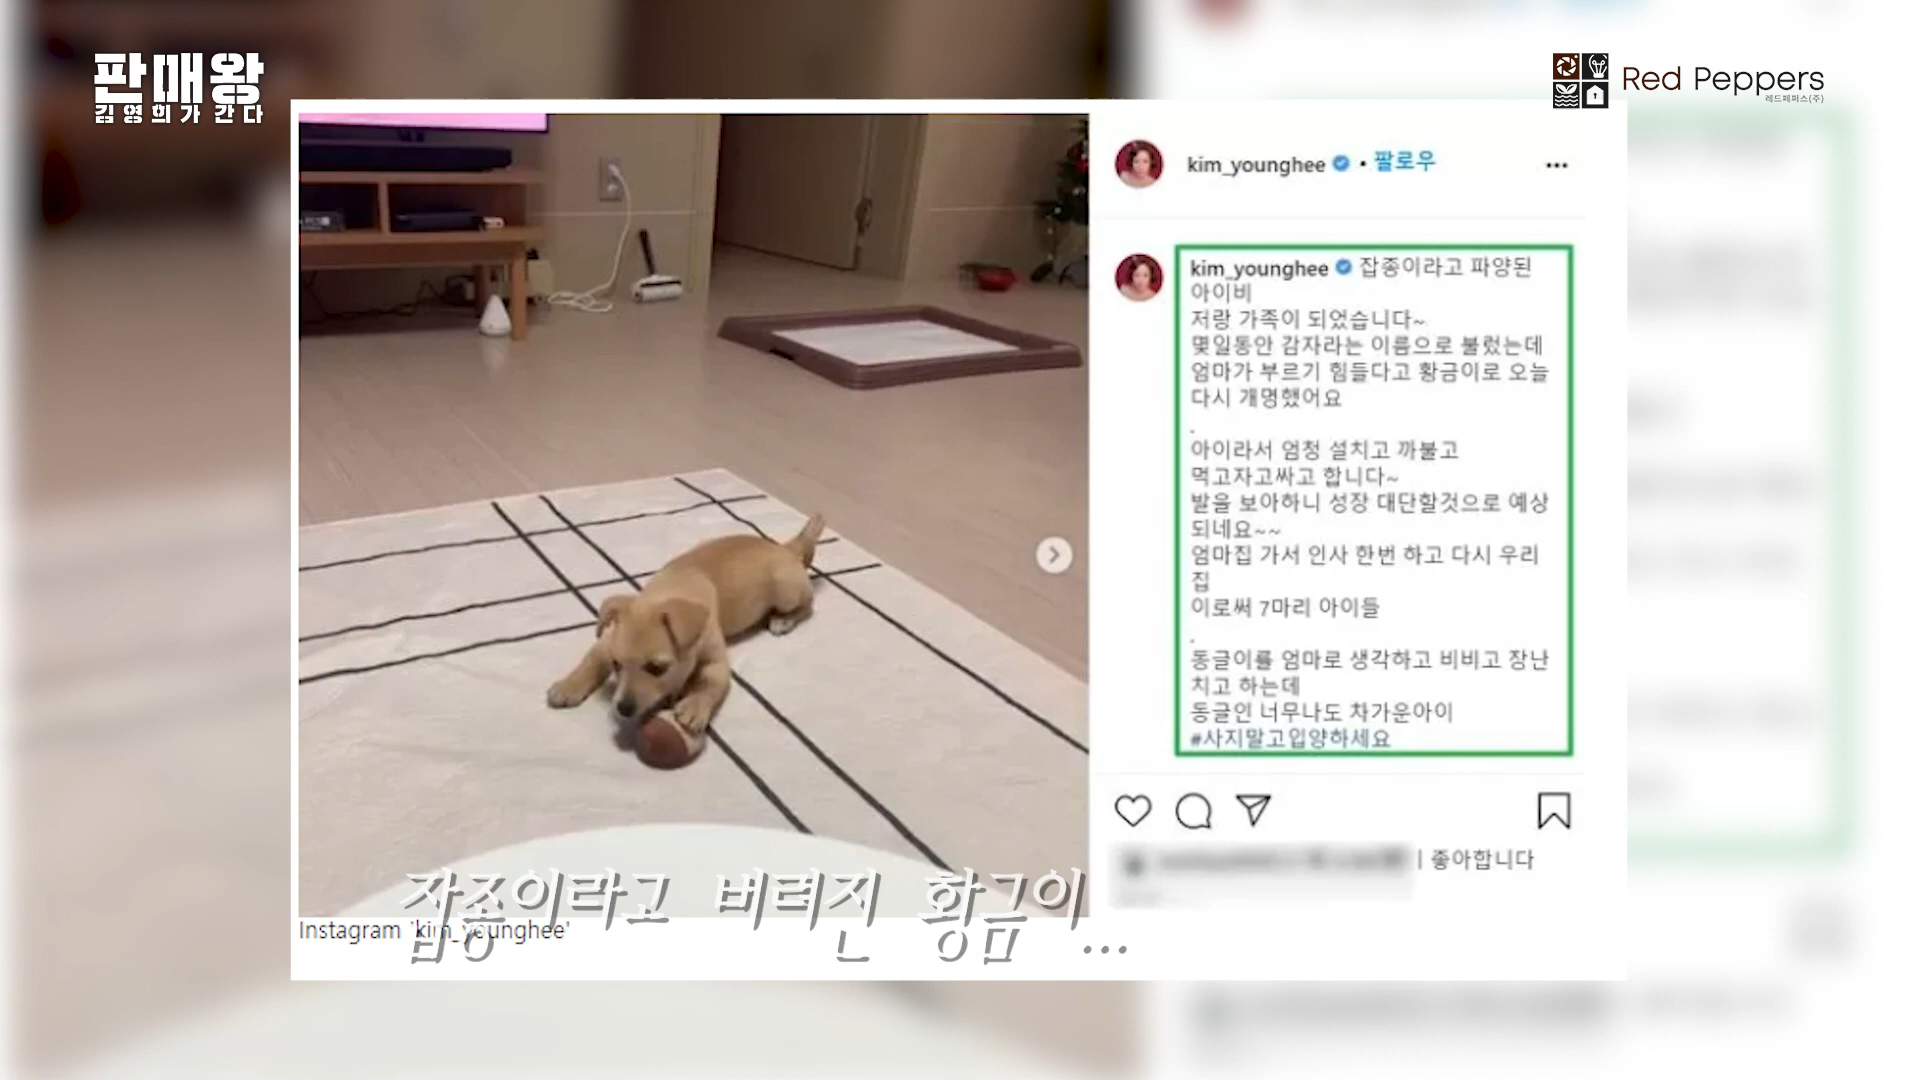 판매왕
김영희가 간다
Red Peppers
레드페퍼스(주)
kim_younghee • 팔로우
kim_younghee 잡종이라고 파양된
아이비
저랑 가족이 되었습니다~
몇일동안 감자라는 이름으로 불렀는데
엄마가 부르기 힘들다고 황금이로 오늘
다시 개명했어요
.
아이라서 엄청 설치고 까불고
먹고자고싸고 합니다~
발을 보아하니 성장 대단할것으로 예상
되네요~~
엄마집 가서 인사 한번 하고 다시 우리
집
이로써 7마리 아이들
.
동글이를 엄마로 생각하고 비비고 장난
치고 하는데
동글인 너무나도 차가운아이
#사지말고입양하세요
좋아합니다
잡종이라고 버려진 황금이...
Instagram 'kim_younghee'